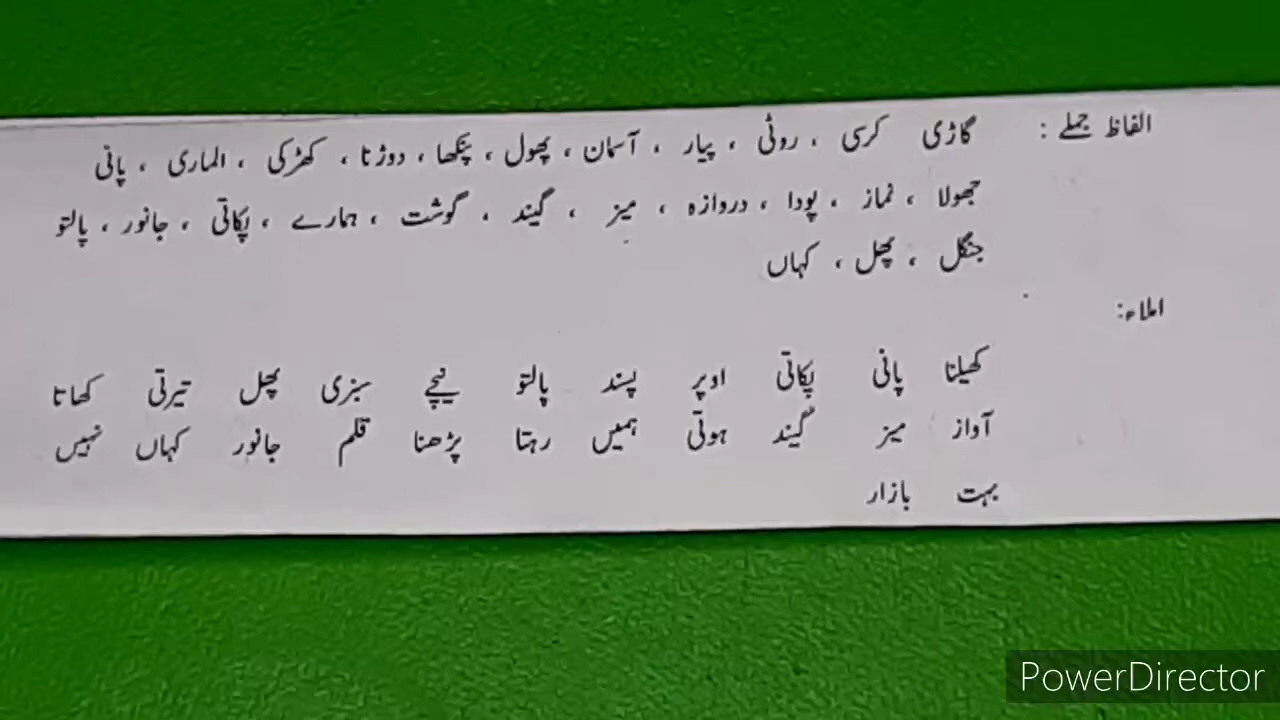 الفاظ جملے : گاڑی کرسی ، روٹی ، پیار ، آسمان ، پھول ، پنکھا ، دوڑنا ، کھڑکی ، الماری ، پانی
جھولا ، نماز ، پودا ، دروازہ ، میز ، گیند ، گوشت ، ہمارے ، پکاتی ، جانور ، پالتو
جنگل ، پھل ، کہاں
املاء:
کھیلنا پانی پکاتی اوپر پسند پالتو نیچے سبزی پھل تیرتی کھاتا
آواز میز گیند ہوتی ہمیں رہتا پڑھنا قلم جانور کہاں نہیں
بہت بازار
PowerDirector